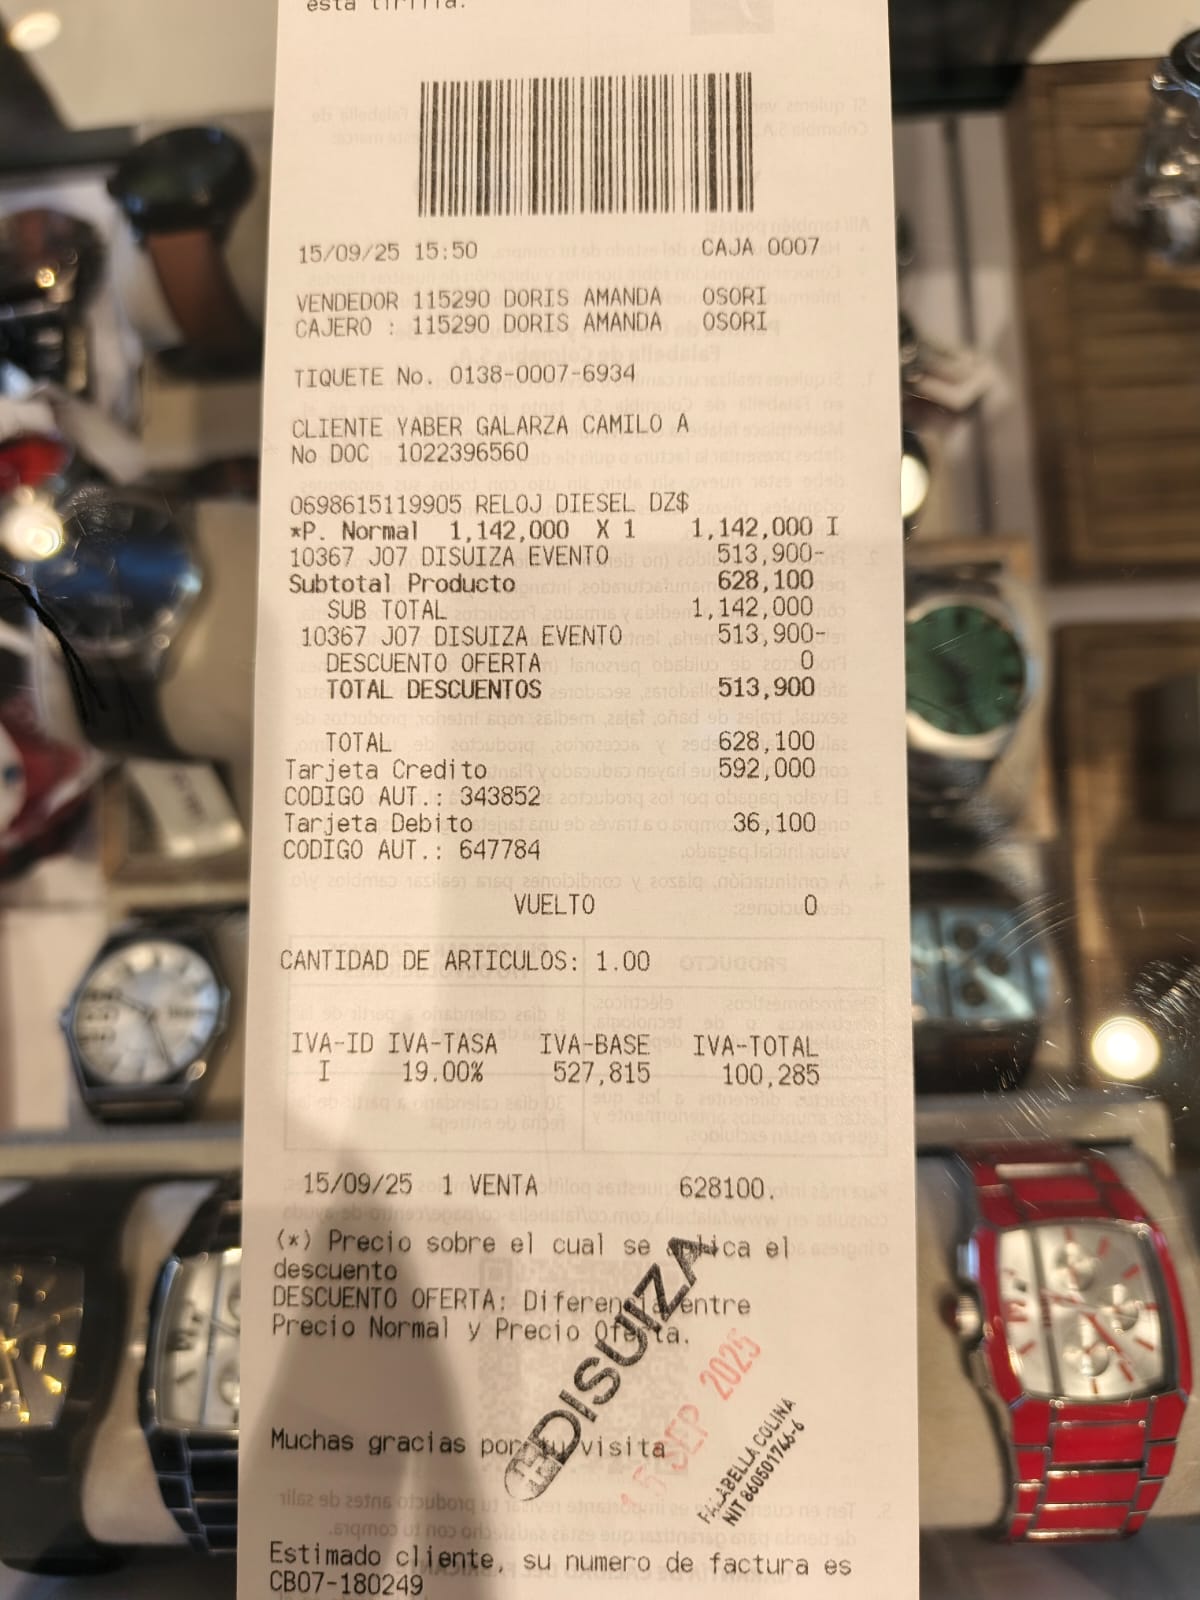 esta tirilla.
15/09/25 15:50 CAJA 0007
VENDEDOR 115290 DORIS AMANDA OSORI
CAJERO : 115290 DORIS AMANDA OSORI
TIQUETE No. 0138-0007-6934
CLIENTE YABER GALARZA CAMILO A
No DOC 1022396560
0698615119905 RELOJ DIESEL DZ$
*P. Normal 1,142,000 X 1 1,142,000 I
10367 J07 DISUIZA EVENTO 513,900-
Subtotal Producto 628,100
SUB TOTAL 1,142,000
10367 J07 DISUIZA EVENTO 513,900-
DESCUENTO OFERTA 0
TOTAL DESCUENTOS 513,900
TOTAL 628,100
Tarjeta Credito 592,000
CODIGO AUT.: 343852
Tarjeta Debito 36,100
CODIGO AUT.: 647784
VUELTO 0
CANTIDAD DE ARTICULOS: 1.00
IVA-ID IVA-TASA IVA-BASE IVA-TOTAL
I 19.00% 527,815 100,285
15/09/25 1 VENTA 628100.
(*) Precio sobre el cual se aplica el
descuento
DESCUENTO OFERTA: Diferencia entre
Precio Normal y Precio Oferta.
DISUIZA
15 SEP 2025
FALABELLA COLINA
NIT 860501746-6
Muchas gracias por tu visita
Estimado cliente, su numero de factura es
CB07-180249